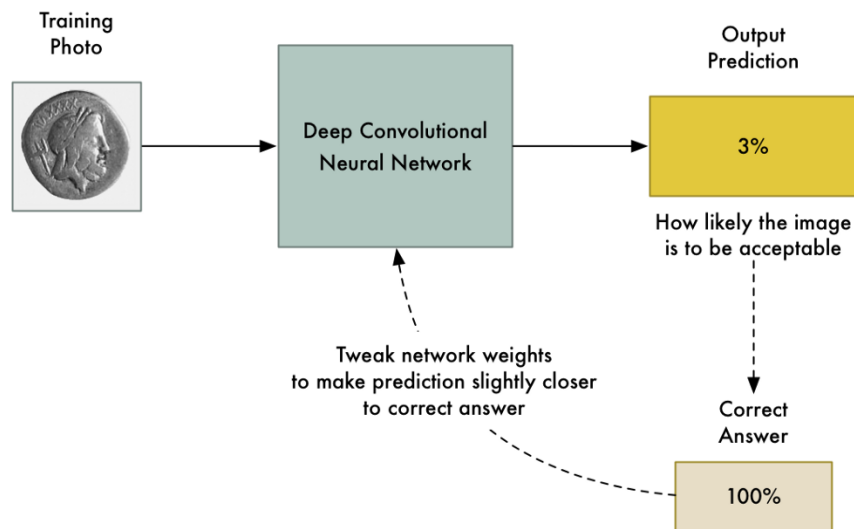 Training
Photo
Deep Convolutional
Neural Network
Output
Prediction
3%
How likely the image
is to be acceptable
Tweak network weights
to make prediction slightly closer
to correct answer
Correct
Answer
100%